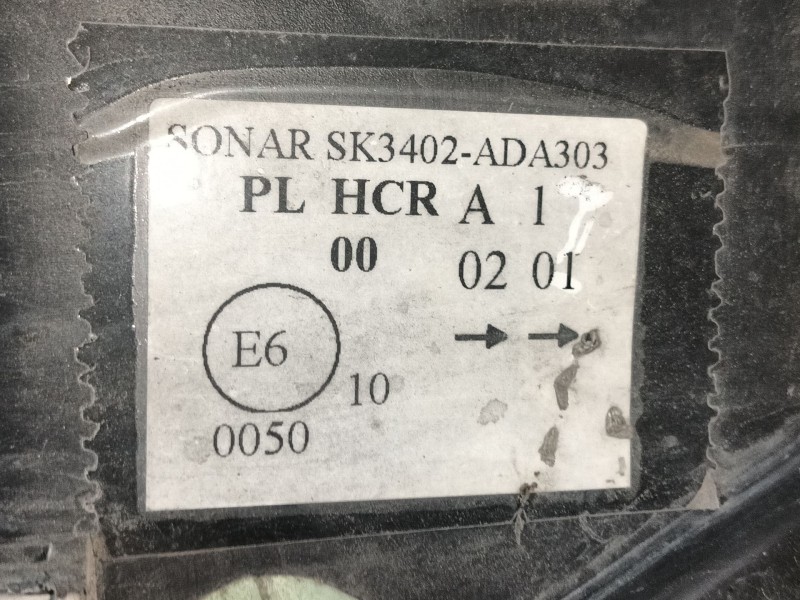 SONAR SK3402-ADA303
PL HCR A 1
00 02 01
→ →
E6
10
0050